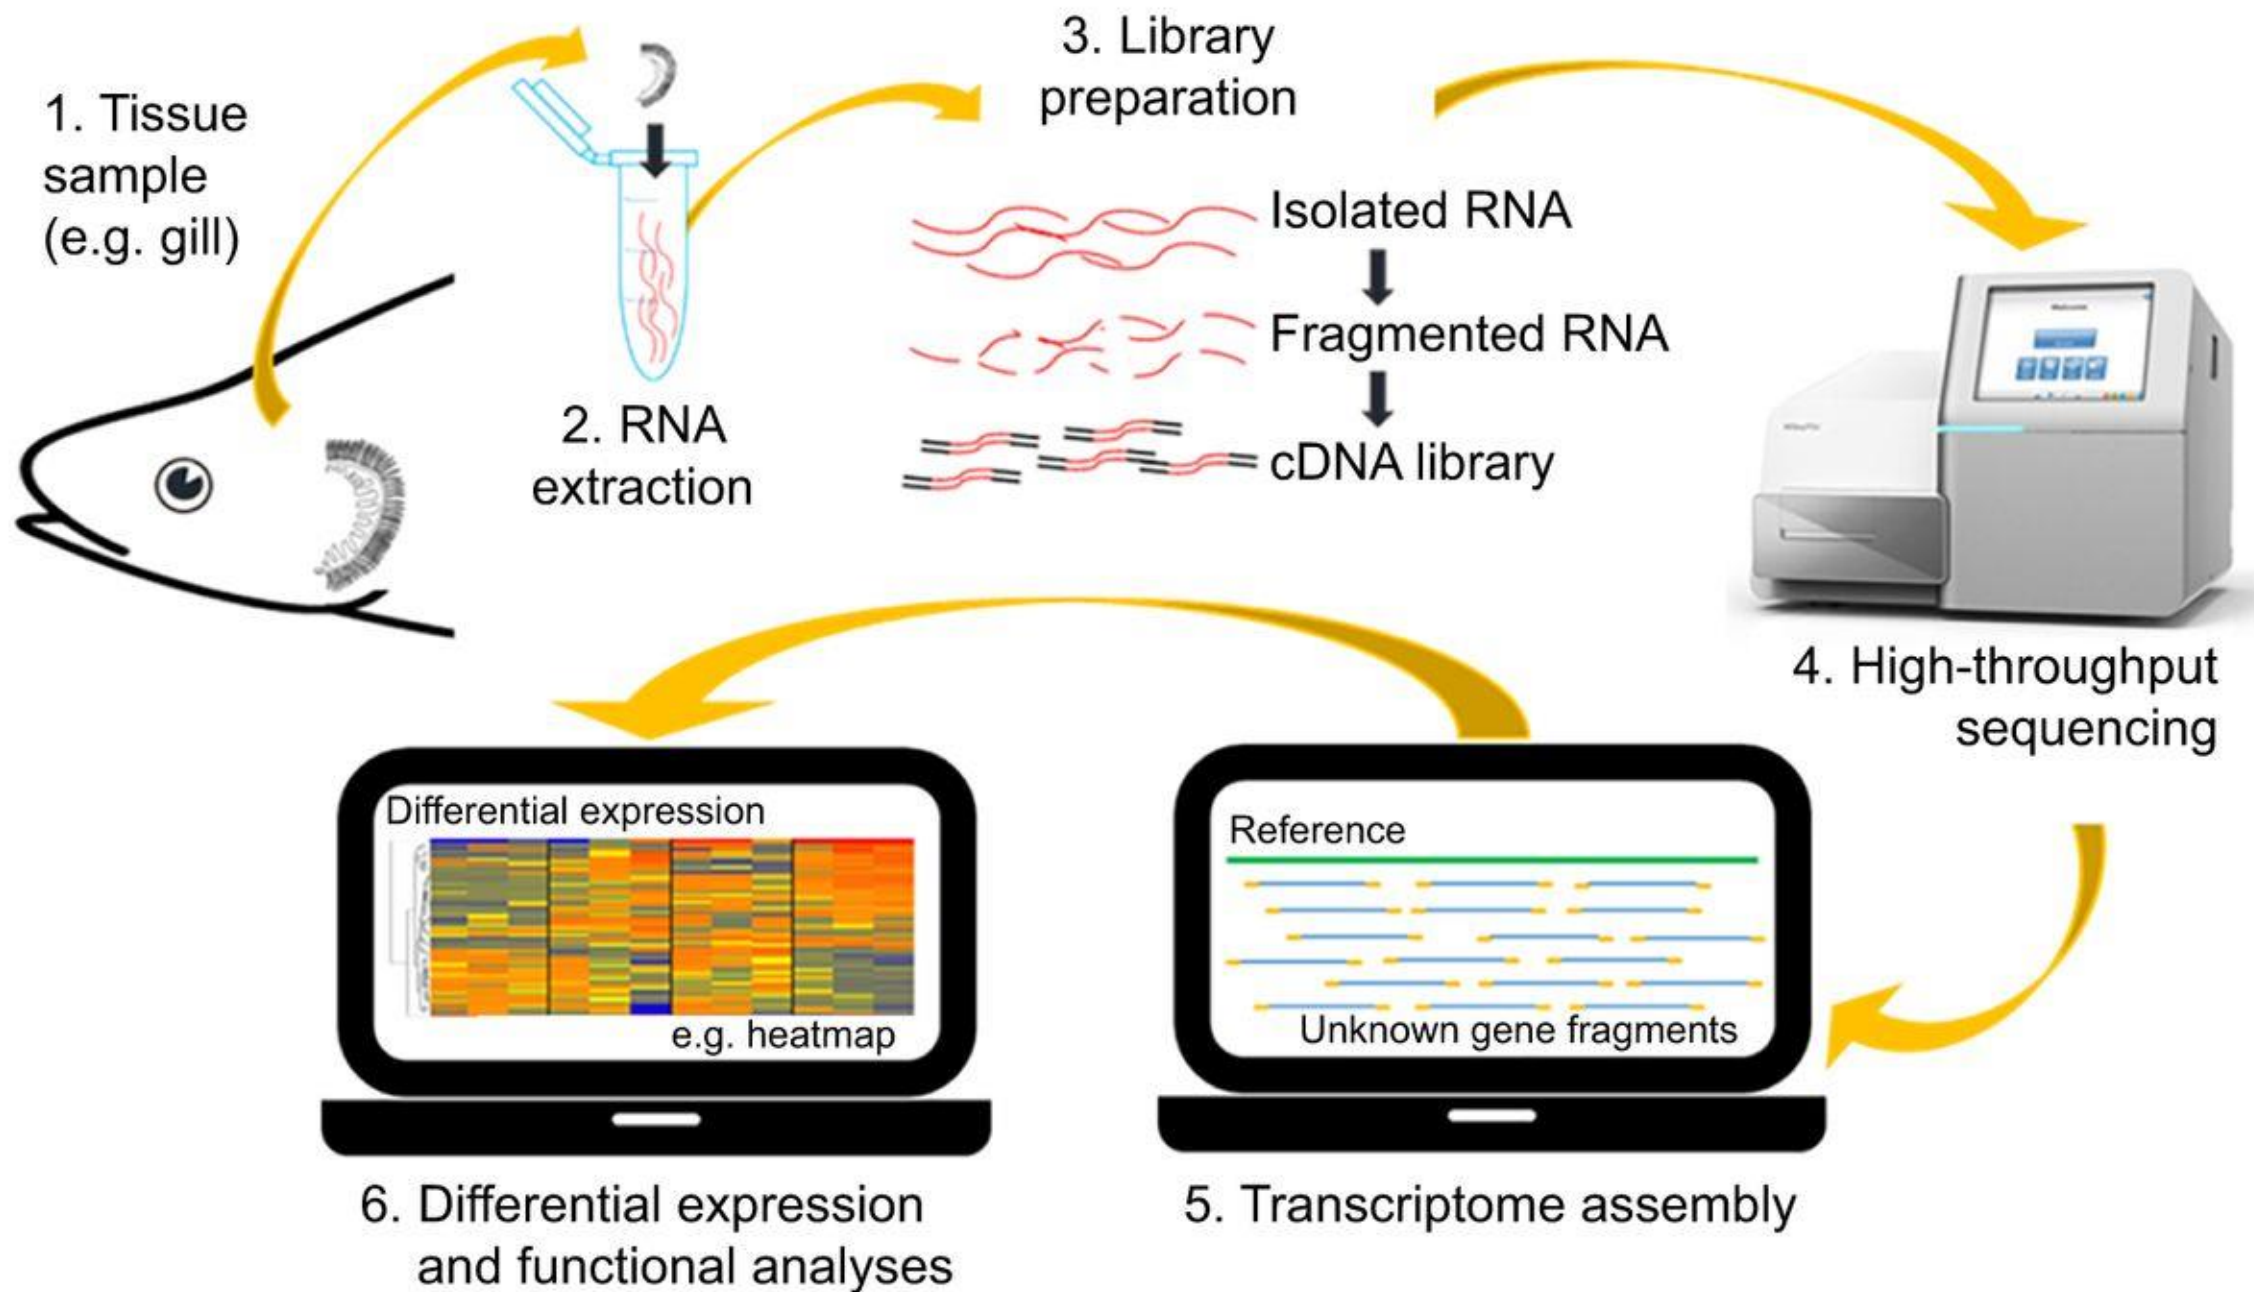 1. Tissue
sample
(e.g. gill)
2. RNA
extraction
3. Library
preparation
Isolated RNA
Fragmented RNA
cDNA library
4. High-throughput
sequencing
Reference
Unknown gene fragments
5. Transcriptome assembly
Differential expression
e.g. heatmap
6. Differential expression
and functional analyses